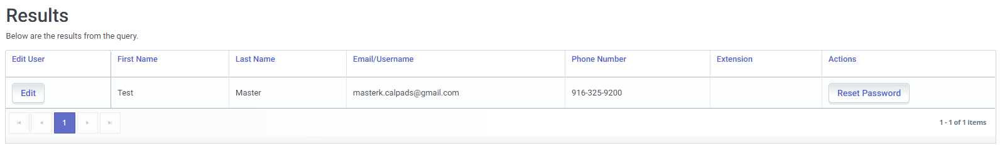 Results
Below are the results from the query.
Edit User First Name Last Name Email/Username Phone Number Extension Actions
Edit Test Master masterk.calpads@gmail.com 916-325-9200 Reset Password
1 1 - 1 of 1 items